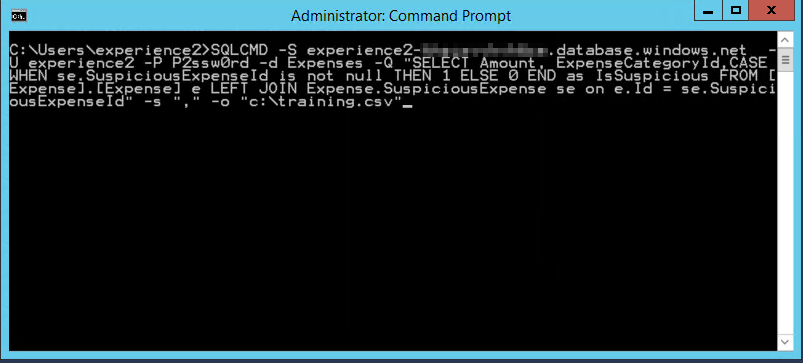 Administrator: Command Prompt
C:\Users\experience2>SQLCMD -S experience2- .database.windows.net -
U experience2 -P P2ssw0rd -d Expenses -Q "SELECT Amount, ExpenseCategoryId,CASE
WHEN se.SuspiciousExpenseId is not null THEN 1 ELSE 0 END as IsSuspicious FROM [
Expense].[Expense] e LEFT JOIN Expense.SuspiciousExpense se on e.Id = se.Suspici
ousExpenseId" -s "," -o "c:\training.csv"_